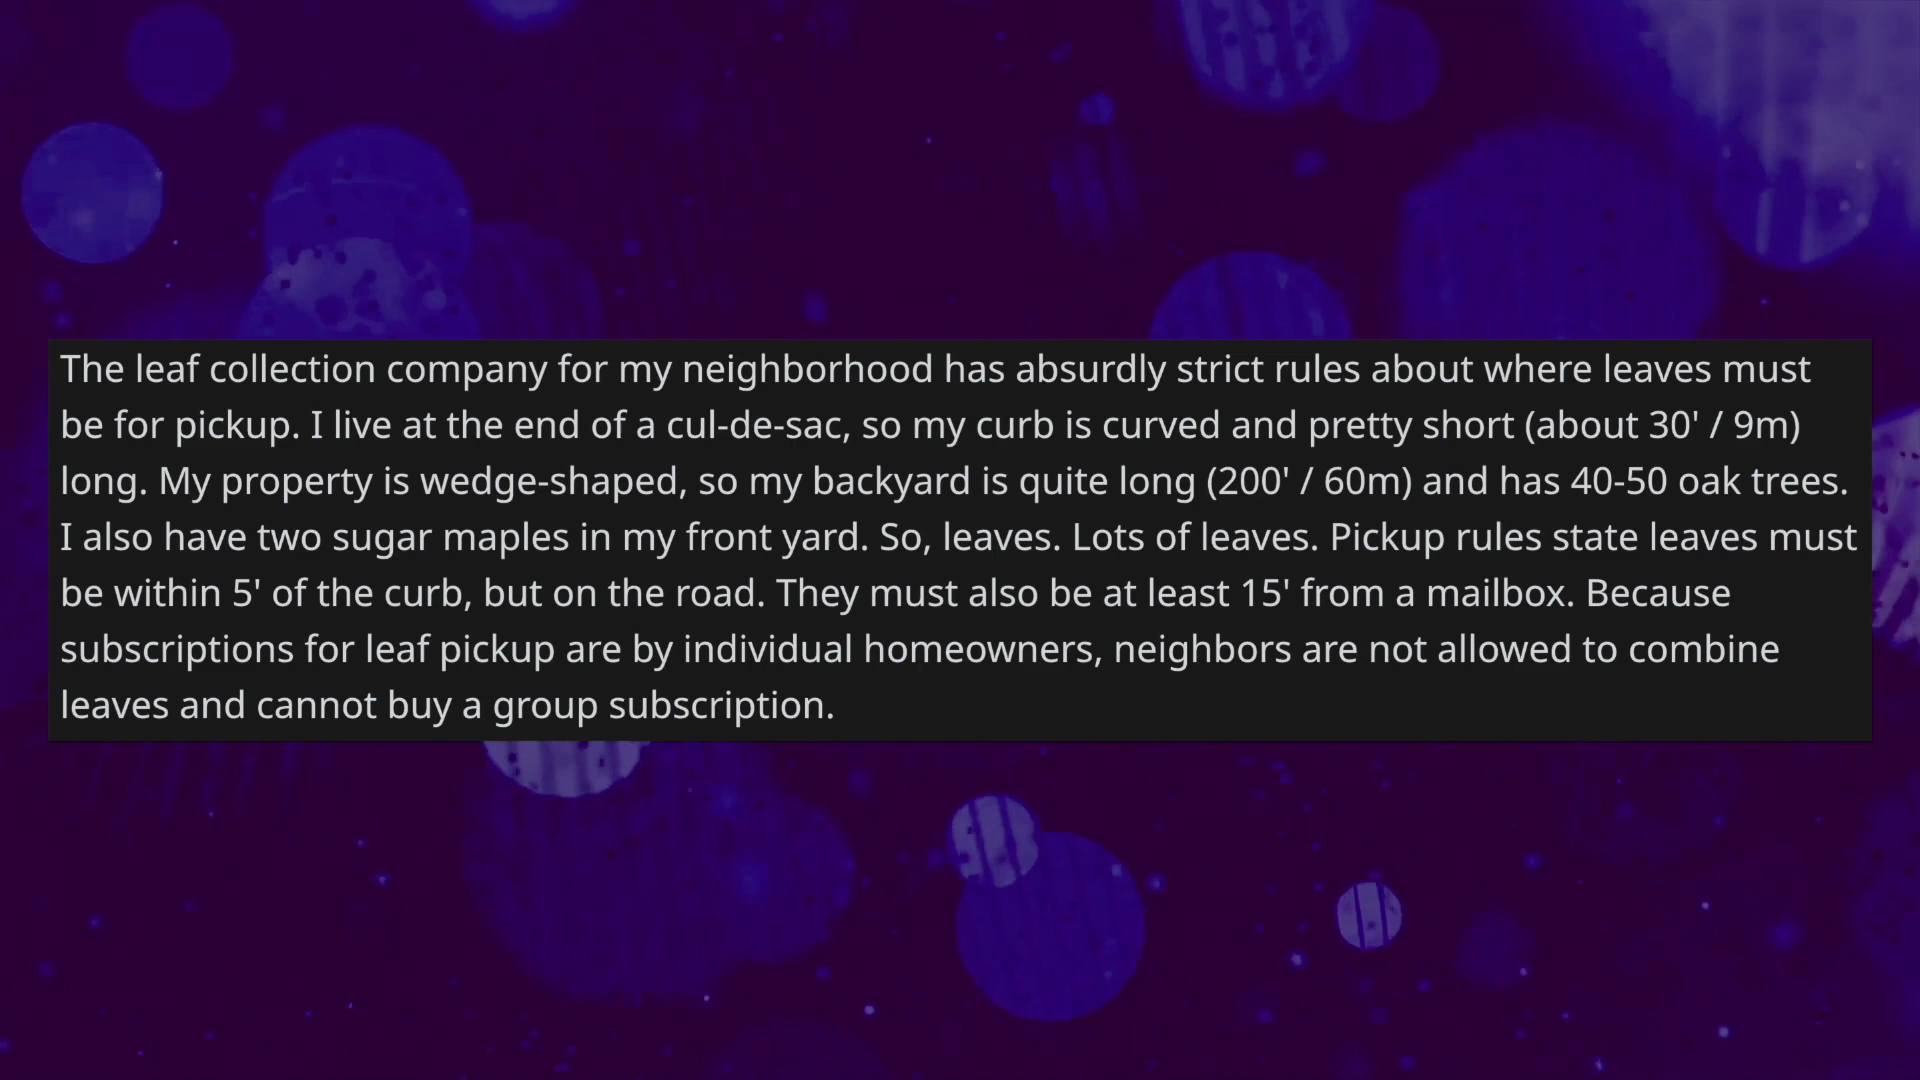 The leaf collection company for my neighborhood has absurdly strict rules about where leaves must
be for pickup. I live at the end of a cul-de-sac, so my curb is curved and pretty short (about 30' / 9m)
long. My property is wedge-shaped, so my backyard is quite long (200' / 60m) and has 40-50 oak trees.
I also have two sugar maples in my front yard. So, leaves. Lots of leaves. Pickup rules state leaves must
be within 5' of the curb, but on the road. They must also be at least 15' from a mailbox. Because
subscriptions for leaf pickup are by individual homeowners, neighbors are not allowed to combine
leaves and cannot buy a group subscription.